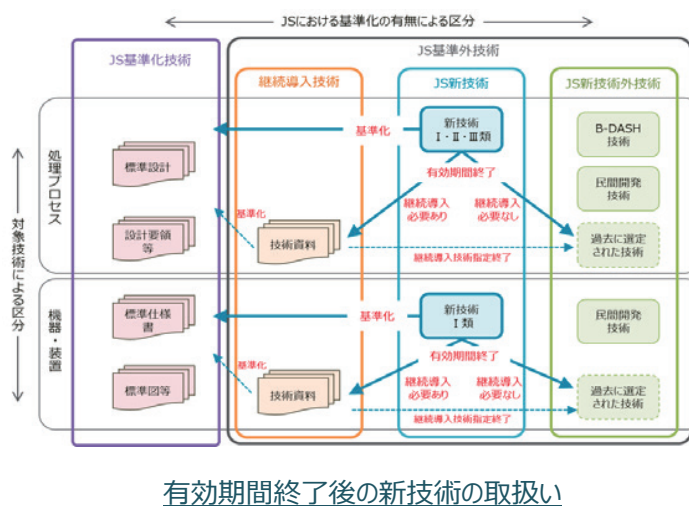 JSにおける基準化の有無による区分
JS基準外技術
JS基準化技術
継続導入技術
JS新技術
JS新技術外技術
対象技術による区分
処理プロセス
標準設計
設計要領
等
基準化
新技術
Ⅰ・Ⅱ・Ⅲ類
有効期間終了
継続導入
必要あり
継続導入
必要なし
基準化
技術資料
継続導入技術指定終了
B-DASH
技術
民間開発
技術
過去に選定
された技術
機器・装置
標準仕様
書
標準図等
基準化
新技術
Ⅰ類
有効期間終了
継続導入
必要あり
継続導入
必要なし
基準化
技術資料
継続導入技術指定終了
民間開発
技術
過去に選定
された技術
有効期間終了後の新技術の取扱い